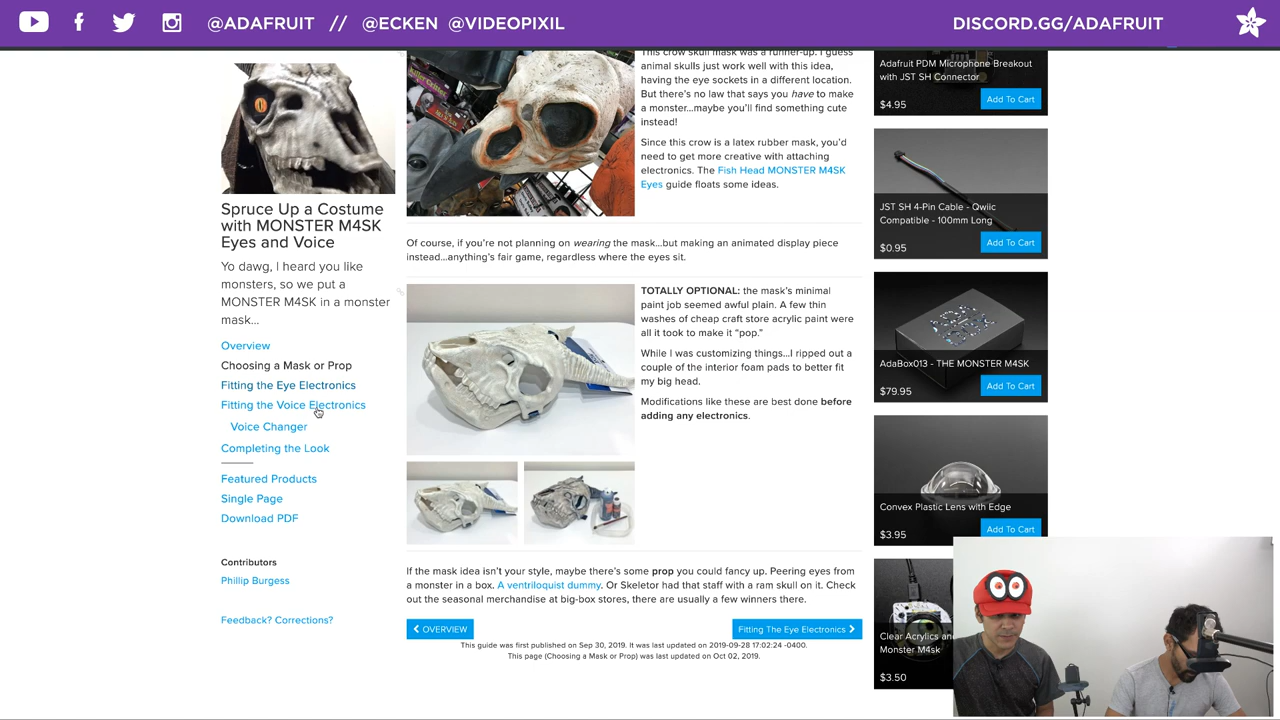 @ADAFRUIT // @ECKEN @VIDEOPIXIL
DISCORD.GG/ADAFRUIT
Spruce Up a Costume
with MONSTER M4SK
Eyes and Voice
Yo dawg, I heard you like
monsters, so we put a
MONSTER M4SK in a monster
mask...
Overview
Choosing a Mask or Prop
Fitting the Eye Electronics
Fitting the Voice Electronics
Voice Changer
Completing the Look
Featured Products
Single Page
Download PDF
Contributors
Phillip Burgess
Feedback? Corrections?
This crow skull mask was a runner-up. I guess
animal skulls just work well with this idea,
having the eye sockets in a different location.
But there's no law that says you have to make
a monster...maybe you'll find something cute
instead!
Since this crow is a latex rubber mask, you'd
need to get more creative with attaching
electronics. The Fish Head MONSTER M4SK
Eyes guide floats some ideas.
Of course, if you're not planning on wearing the mask...but making an animated display piece
instead...anything's fair game, regardless where the eyes sit.
TOTALLY OPTIONAL: the mask's minimal
paint job seemed awful plain. A few thin
washes of cheap craft store acrylic paint were
all it took to make it “pop.”
While I was customizing things...I ripped out a
couple of the interior foam pads to better fit
my big head.
Modifications like these are best done before
adding any electronics.
If the mask idea isn't your style, maybe there's some prop you could fancy up. Peering eyes from
a monster in a box. A ventriloquist dummy. Or Skeletor had that staff with a ram skull on it. Check
out the seasonal merchandise at big-box stores, there are usually a few winners there.
OVERVIEW
Fitting The Eye Electronics
This guide was first published on Sep 30, 2019. It was last updated on 2019-09-28 17:02:24 -0400.
This page (Choosing a Mask or Prop) was last updated on Oct 02, 2019.
Adafruit PDM Microphone Breakout
with JST SH Connector
$4.95
Add To Cart
JST SH 4-Pin Cable - Qwiic
Compatible - 100mm Long
$0.95
Add To Cart
AdaBox013 - THE MONSTER M4SK
$79.95
Add To Cart
Convex Plastic Lens with Edge
$3.95
Add To Cart
Clear Acrylics an
Monster M4sk
$3.50